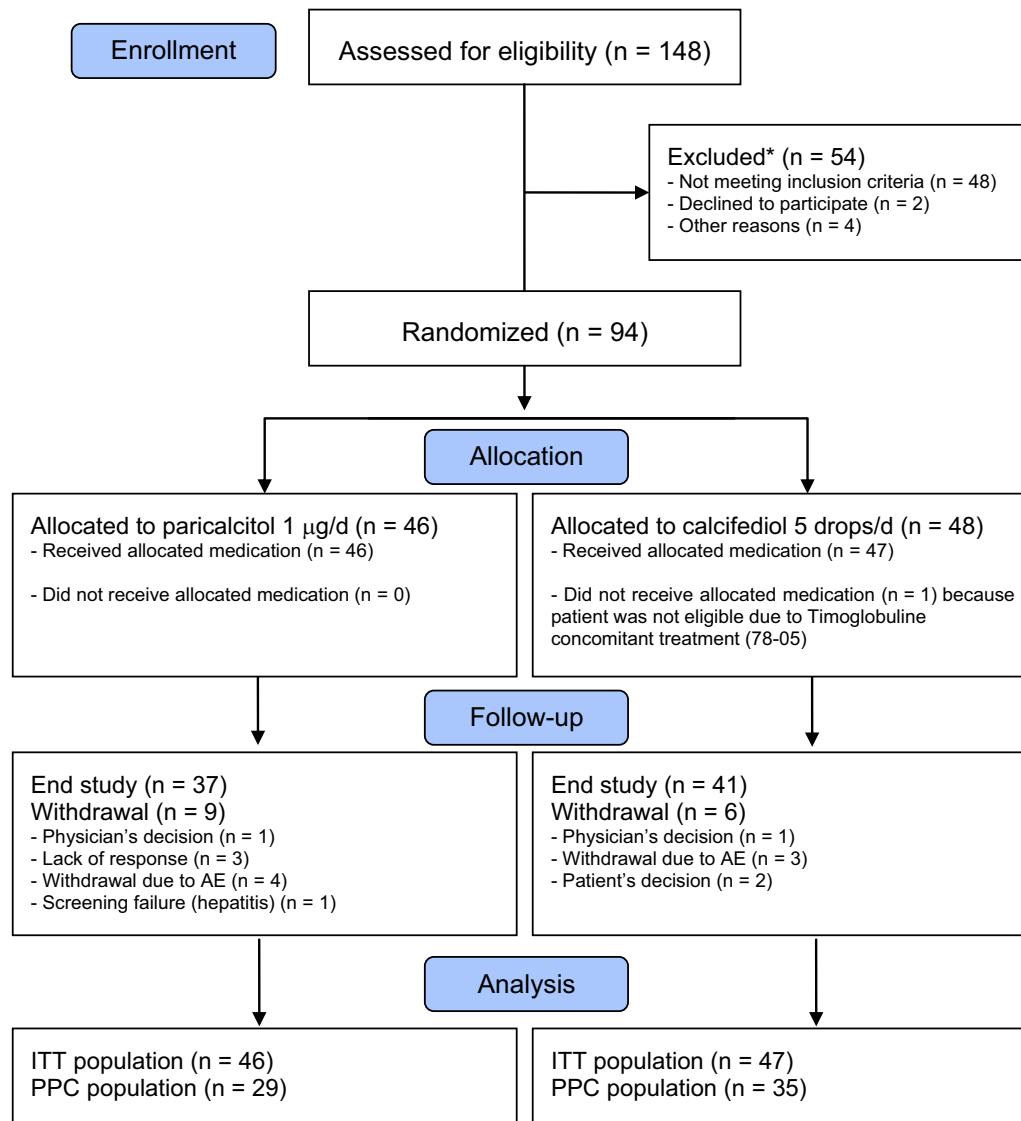 Enrollment
Assessed for eligibility (n = 148)
Excluded* (n = 54)
- Not meeting inclusion criteria (n = 48)
- Declined to participate (n = 2)
- Other reasons (n = 4)
Randomized (n = 94)
Allocation
Allocated to paricalcitol 1 μg/d (n = 46)
- Received allocated medication (n = 46)
- Did not receive allocated medication (n = 0)
Allocated to calcifediol 5 drops/d (n = 48)
- Received allocated medication (n = 47)
- Did not receive allocated medication (n = 1) because
patient was not eligible due to Timoglobuline
concomitant treatment (78-05)
Follow-up
End study (n = 37)
Withdrawal (n = 9)
- Physician’s decision (n = 1)
- Lack of response (n = 3)
- Withdrawal due to AE (n = 4)
- Screening failure (hepatitis) (n = 1)
End study (n = 41)
Withdrawal (n = 6)
- Physician’s decision (n = 1)
- Withdrawal due to AE (n = 3)
- Patient’s decision (n = 2)
Analysis
ITT population (n = 46)
PPC population (n = 29)
ITT population (n = 47)
PPC population (n = 35)